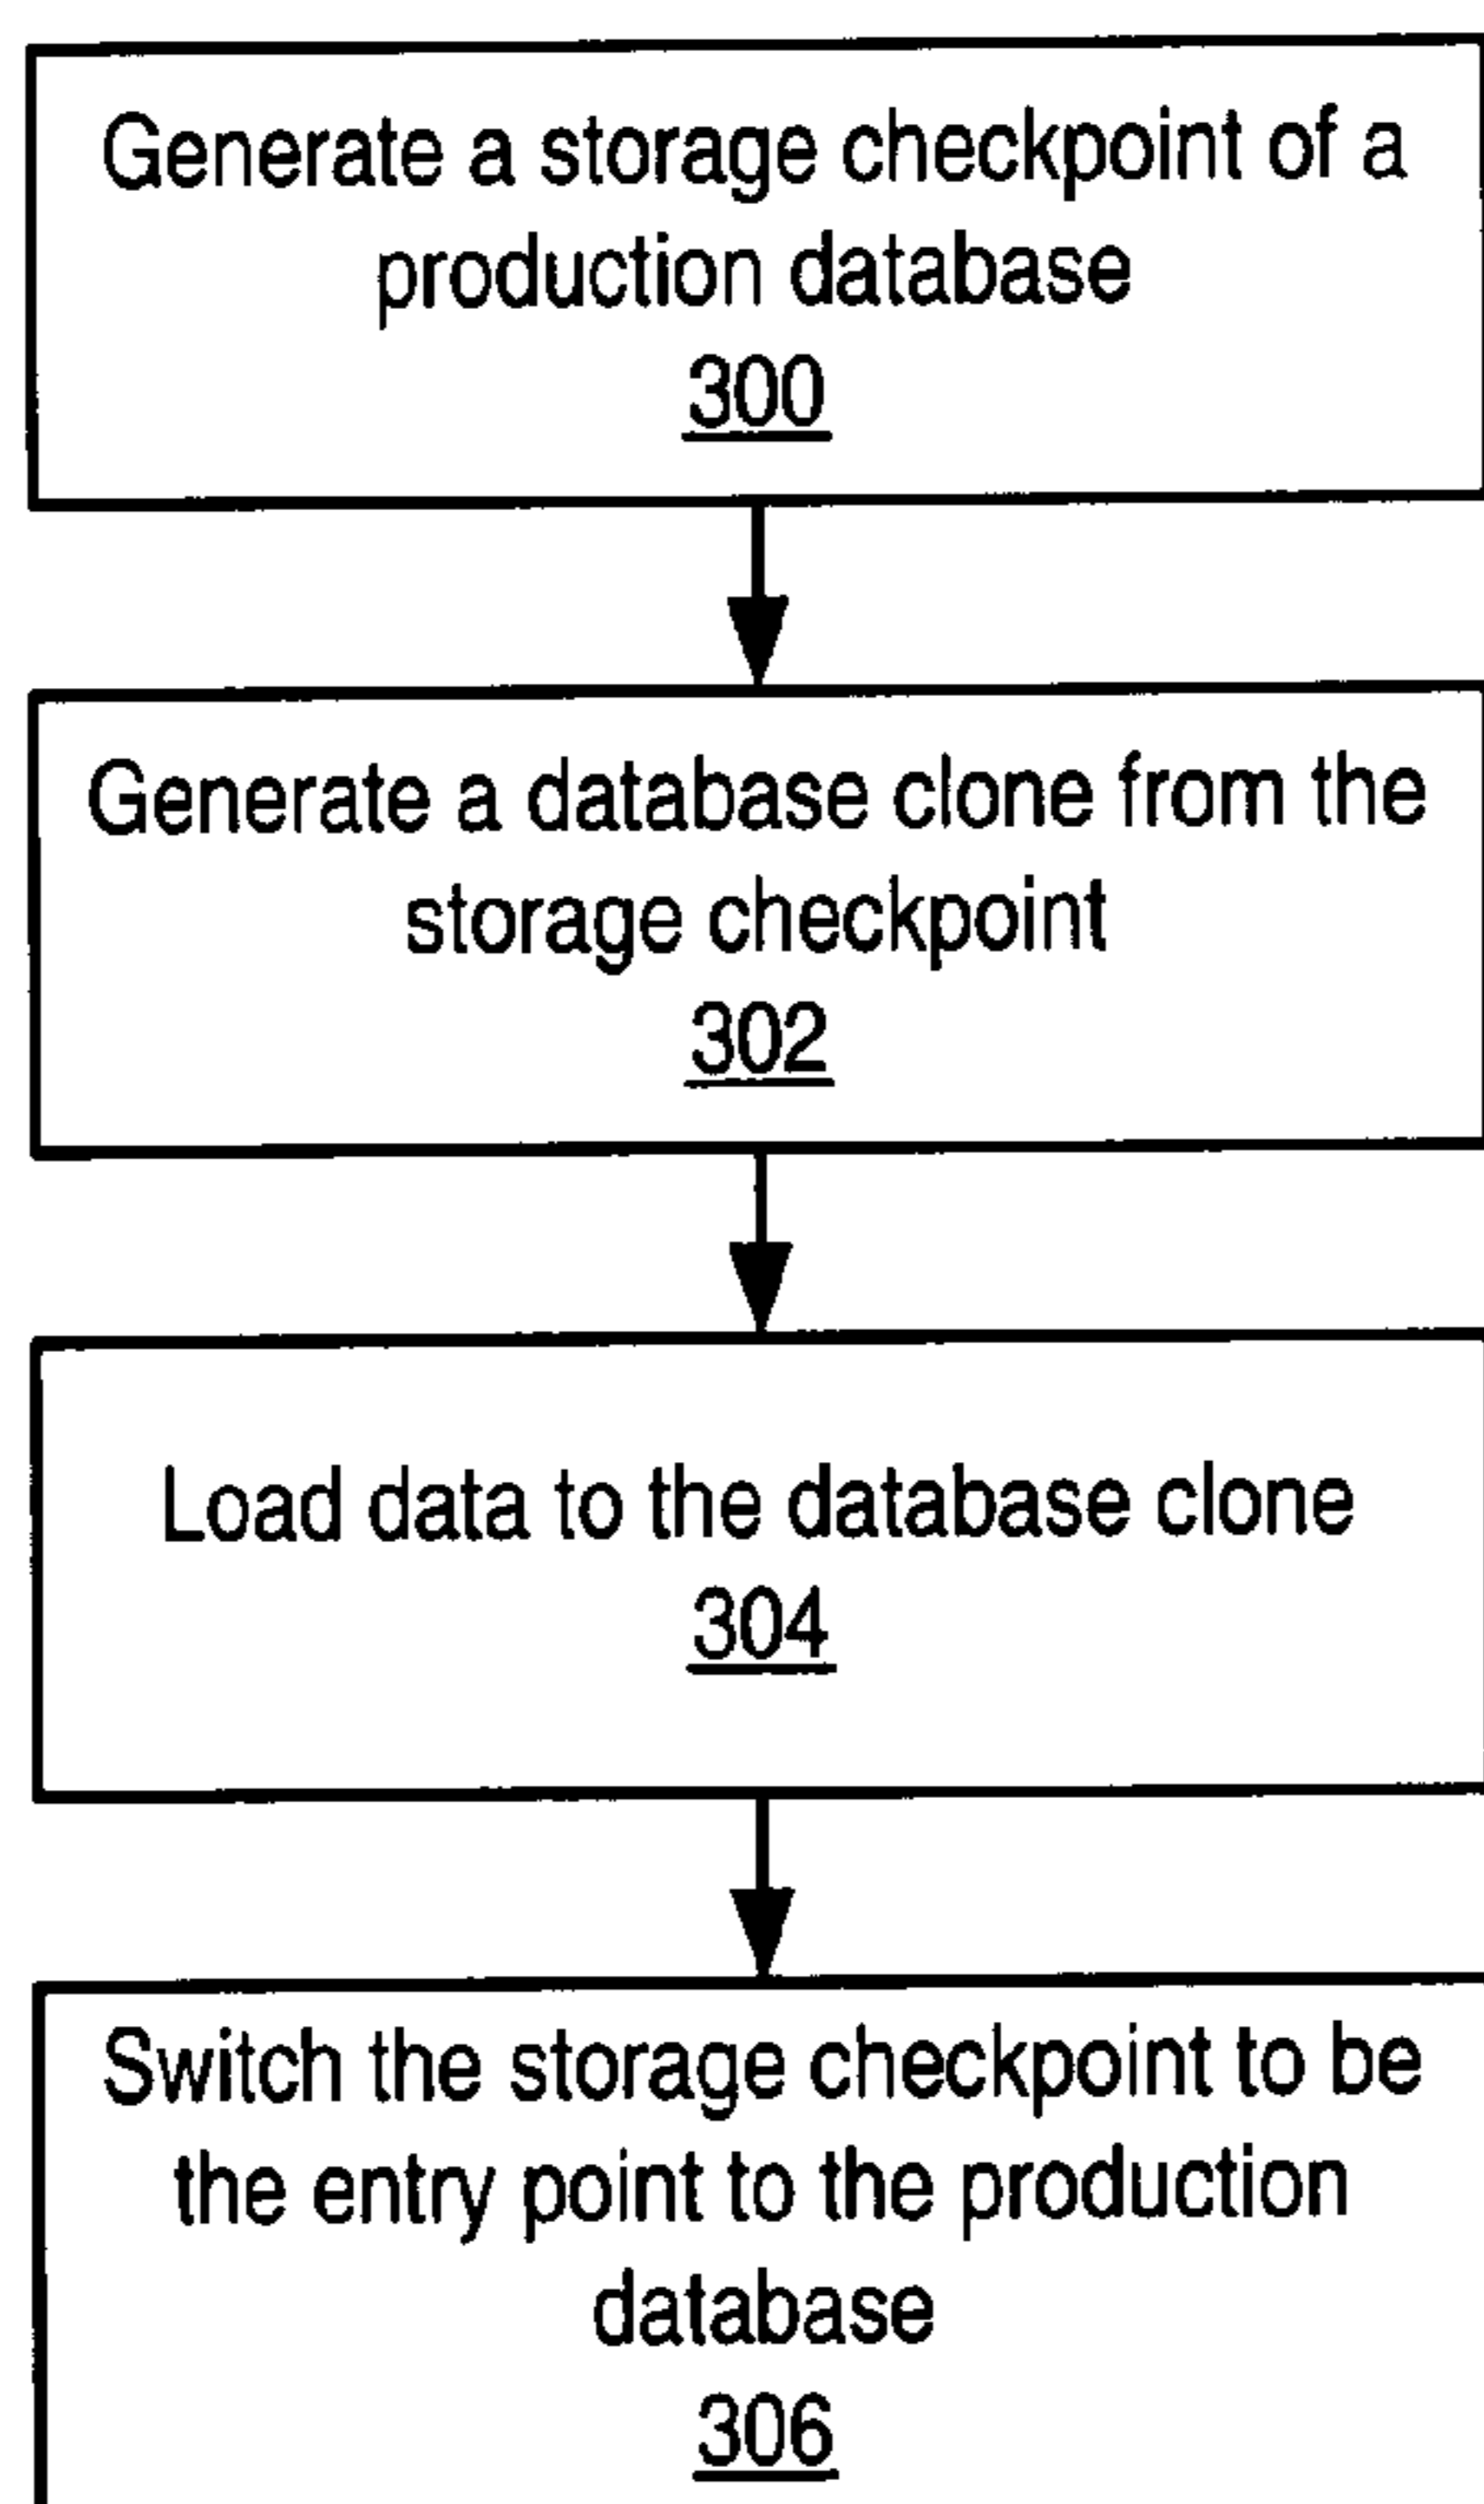 Generate a storage checkpoint of a
production database
300
Generate a database clone from the
storage checkpoint
302
Load data to the database clone
304
Switch the storage checkpoint to be
the entry point to the production
database
306